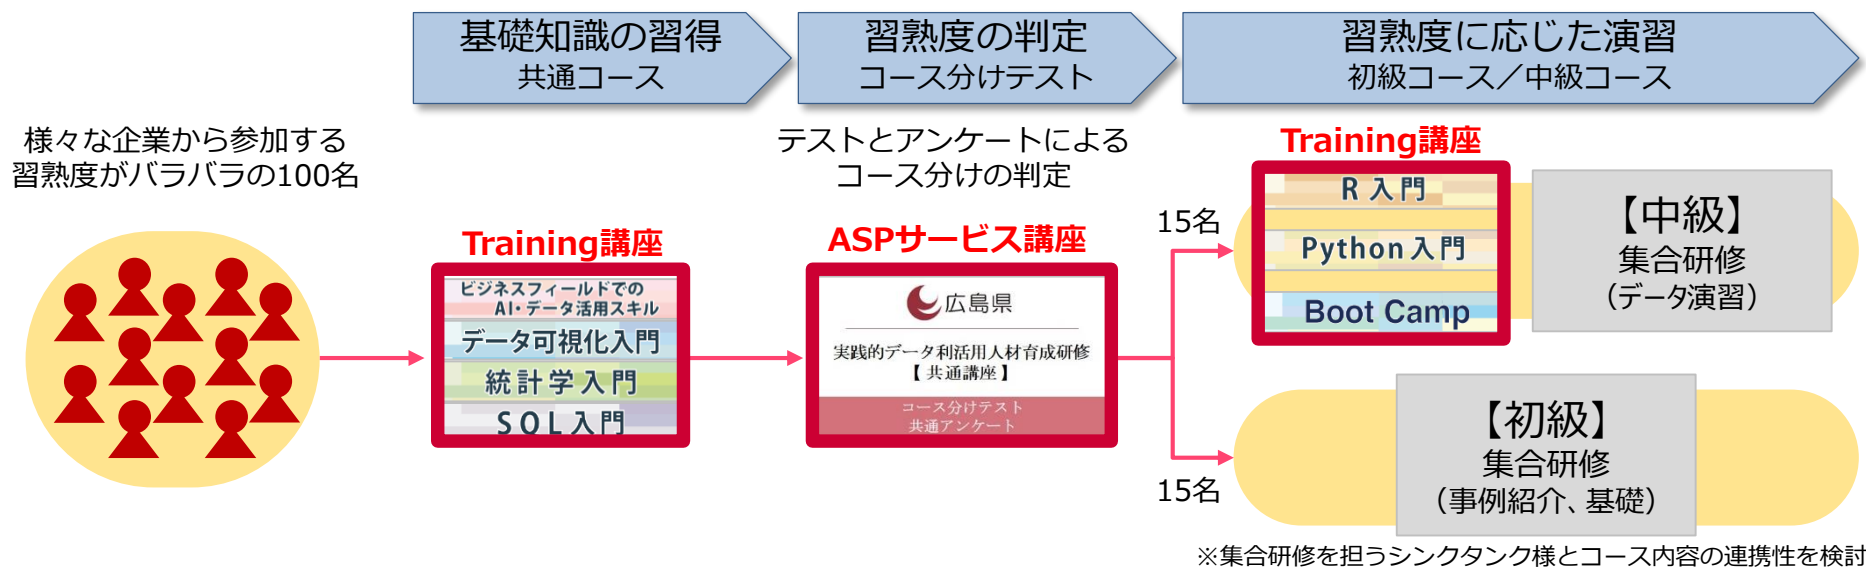 基礎知識の習得
共通コース
習熟度の判定
コース分けテスト
習熟度に応じた演習
初級コース／中級コース
様々な企業から参加する
習熟度がバラバラの100名
Training講座
ビジネスフィールドでの
AI・データ活用スキル
データ可視化入門
統計学入門
SQL入門
テストとアンケートによる
コース分けの判定
ASPサービス講座
広島県
実践的データ利活用人材育成研修
【共通講座】
コース分けテスト
共通アンケート
15名
Training講座
R入門
Python入門
Boot Camp
【中級】
集合研修
（データ演習）
15名
【初級】
集合研修
（事例紹介、基礎）
※集合研修を担うシンクタンク様とコース内容の連携性を検討